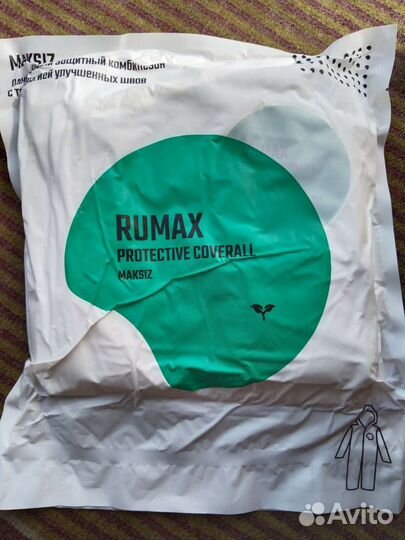 MAKSIZ
защитный комбинезон
улучшенных швов
RUMAX
PROTECTIVE COVERALL
MAKSIZ
Avito